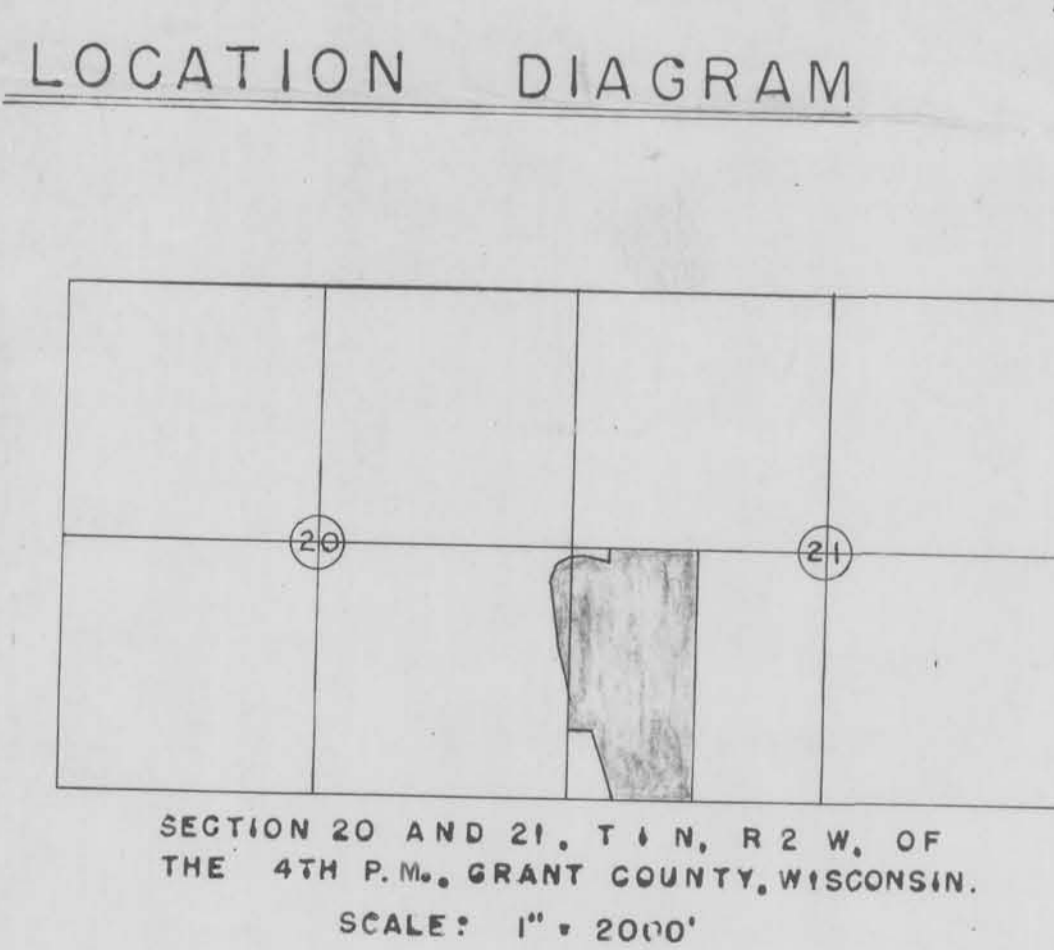 LOCATION DIAGRAM
20
21
SECTION 20 AND 21, T 1 N, R 2 W, OF
THE 4TH P.M., GRANT COUNTY, WISCONSIN.
SCALE: 1" = 2000'